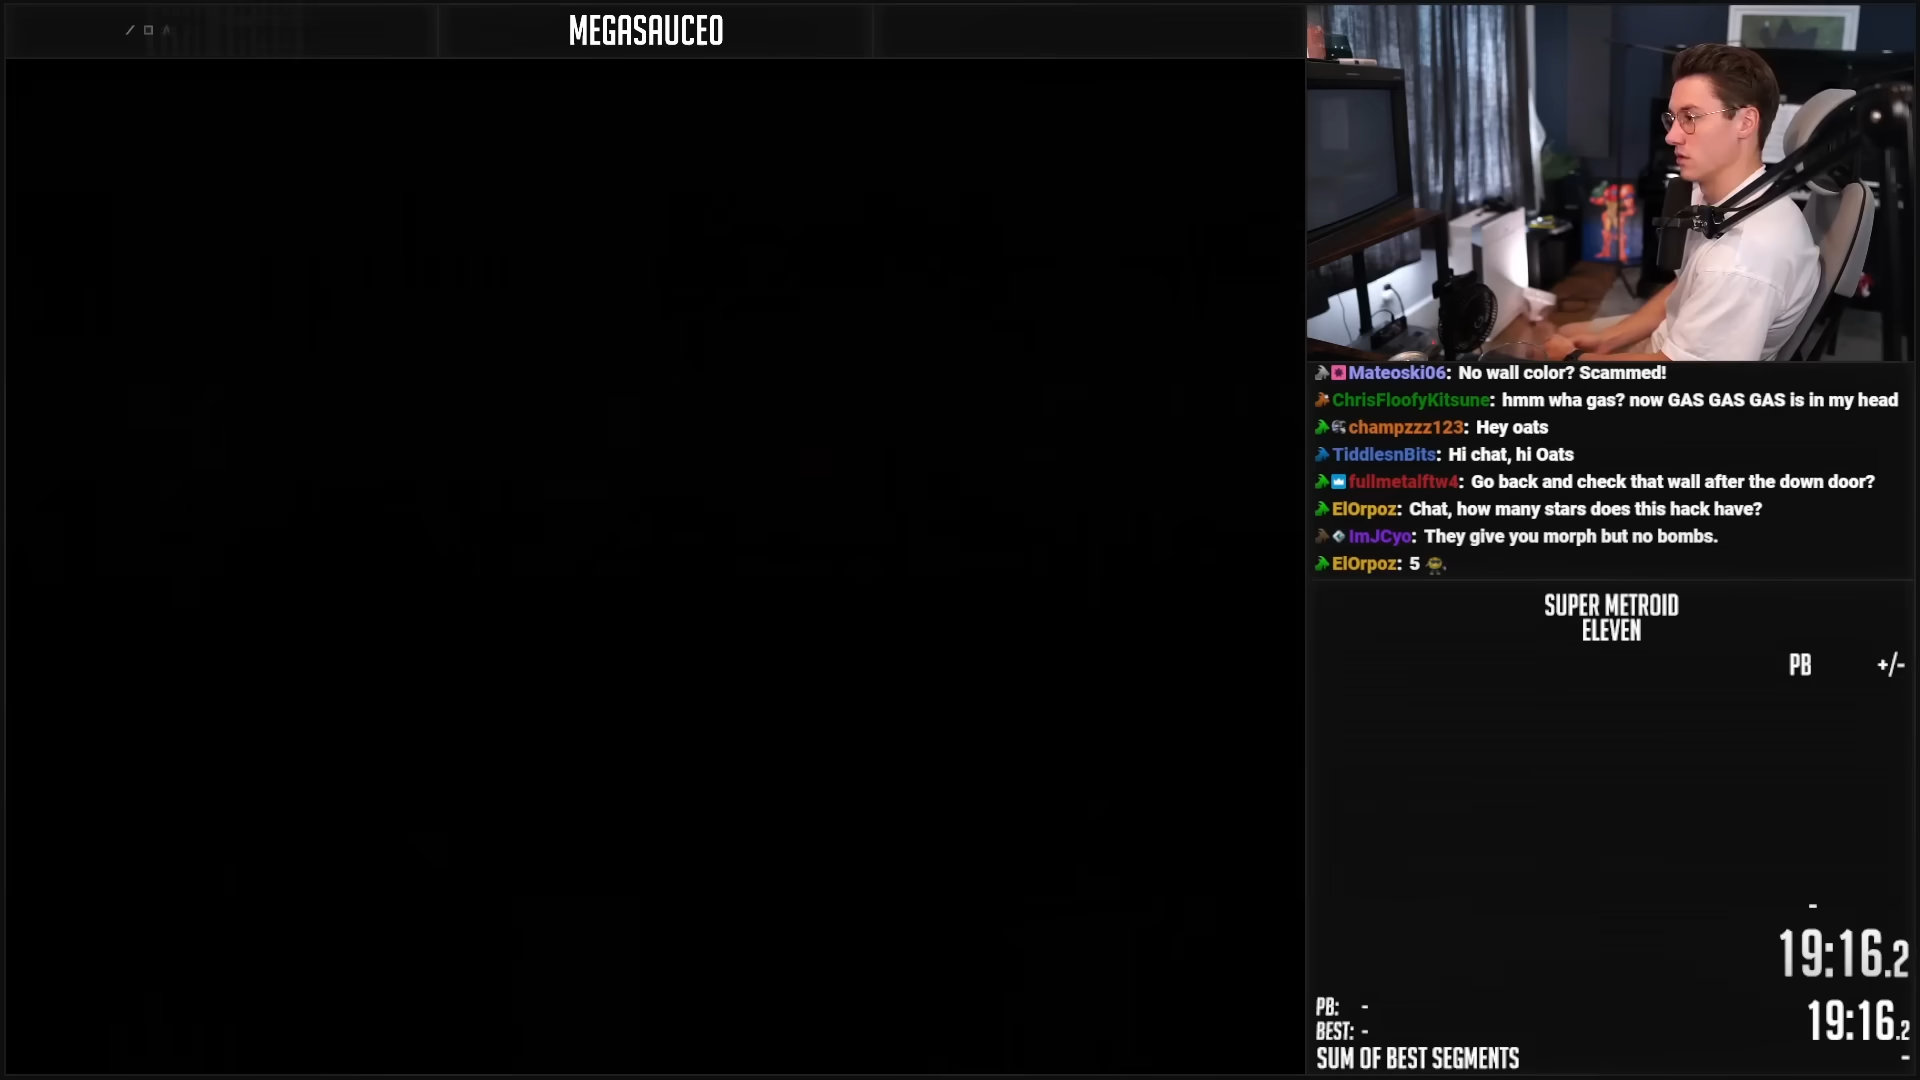 MEGASAUCE0
Mateoski06: No wall color? Scammed!
ChrisFloofyKitsune: hmm wha gas? now GAS GAS GAS is in my head
champzzz123: Hey oats
TiddlesnBits: Hi chat, hi Oats
fullmetalftw4: Go back and check that wall after the down door?
ElOrpoz: Chat, how many stars does this hack have?
ImJCyo: They give you morph but no bombs.
ElOrpoz: 5
SUPER METROID
ELEVEN
PB +/-
-
19:16.2
PB: - 19:16.2
BEST: -
SUM OF BEST SEGMENTS -